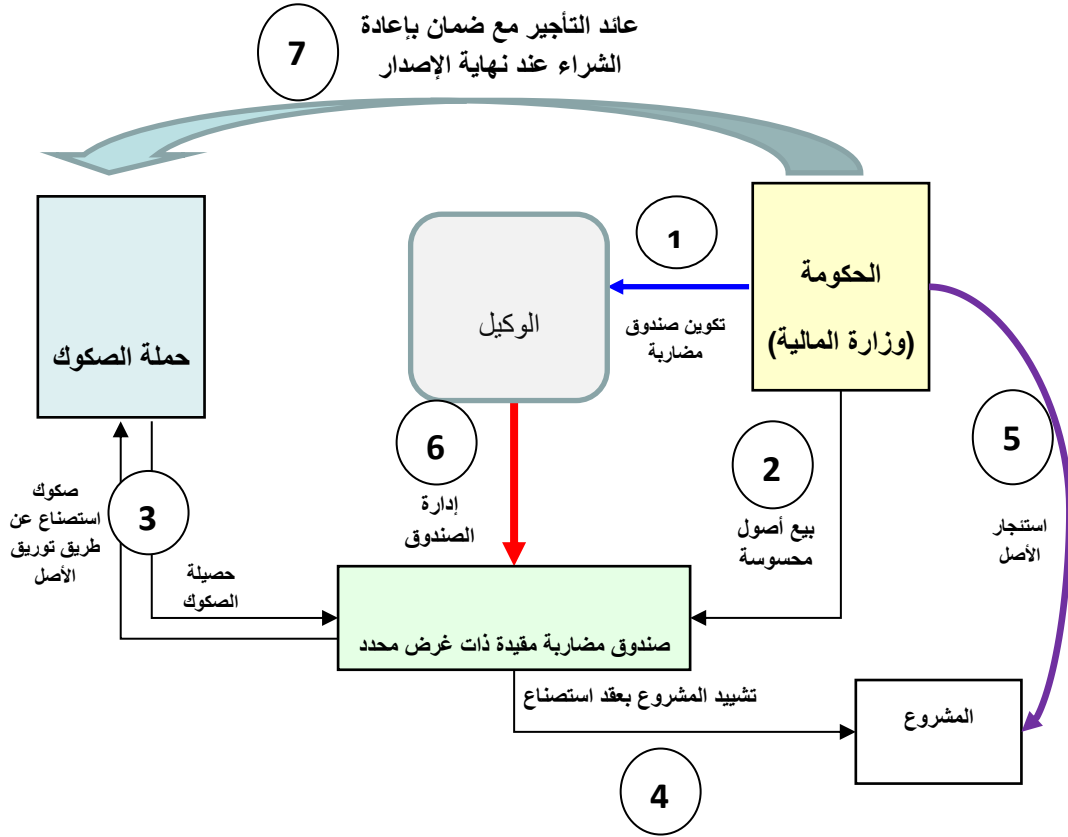 عائد التأجير مع ضمان بإعادة
الشراء عند نهاية الإصدار
7
1
تكوين صندوق
مضاربة
الحكومة
(وزارة المالية)
الوكيل
حملة الصكوك
6
إدارة
الصندوق
2
بيع أصول
محسوسة
5
استنجار
الأصل
3
صكوك
استصناع عن
طريق توريق
الأصل
حصيلة
الصكوك
صندوق مضاربة مقيدة ذات غرض محدد
تشييد المشروع بعقد استصناع
4
المشروع